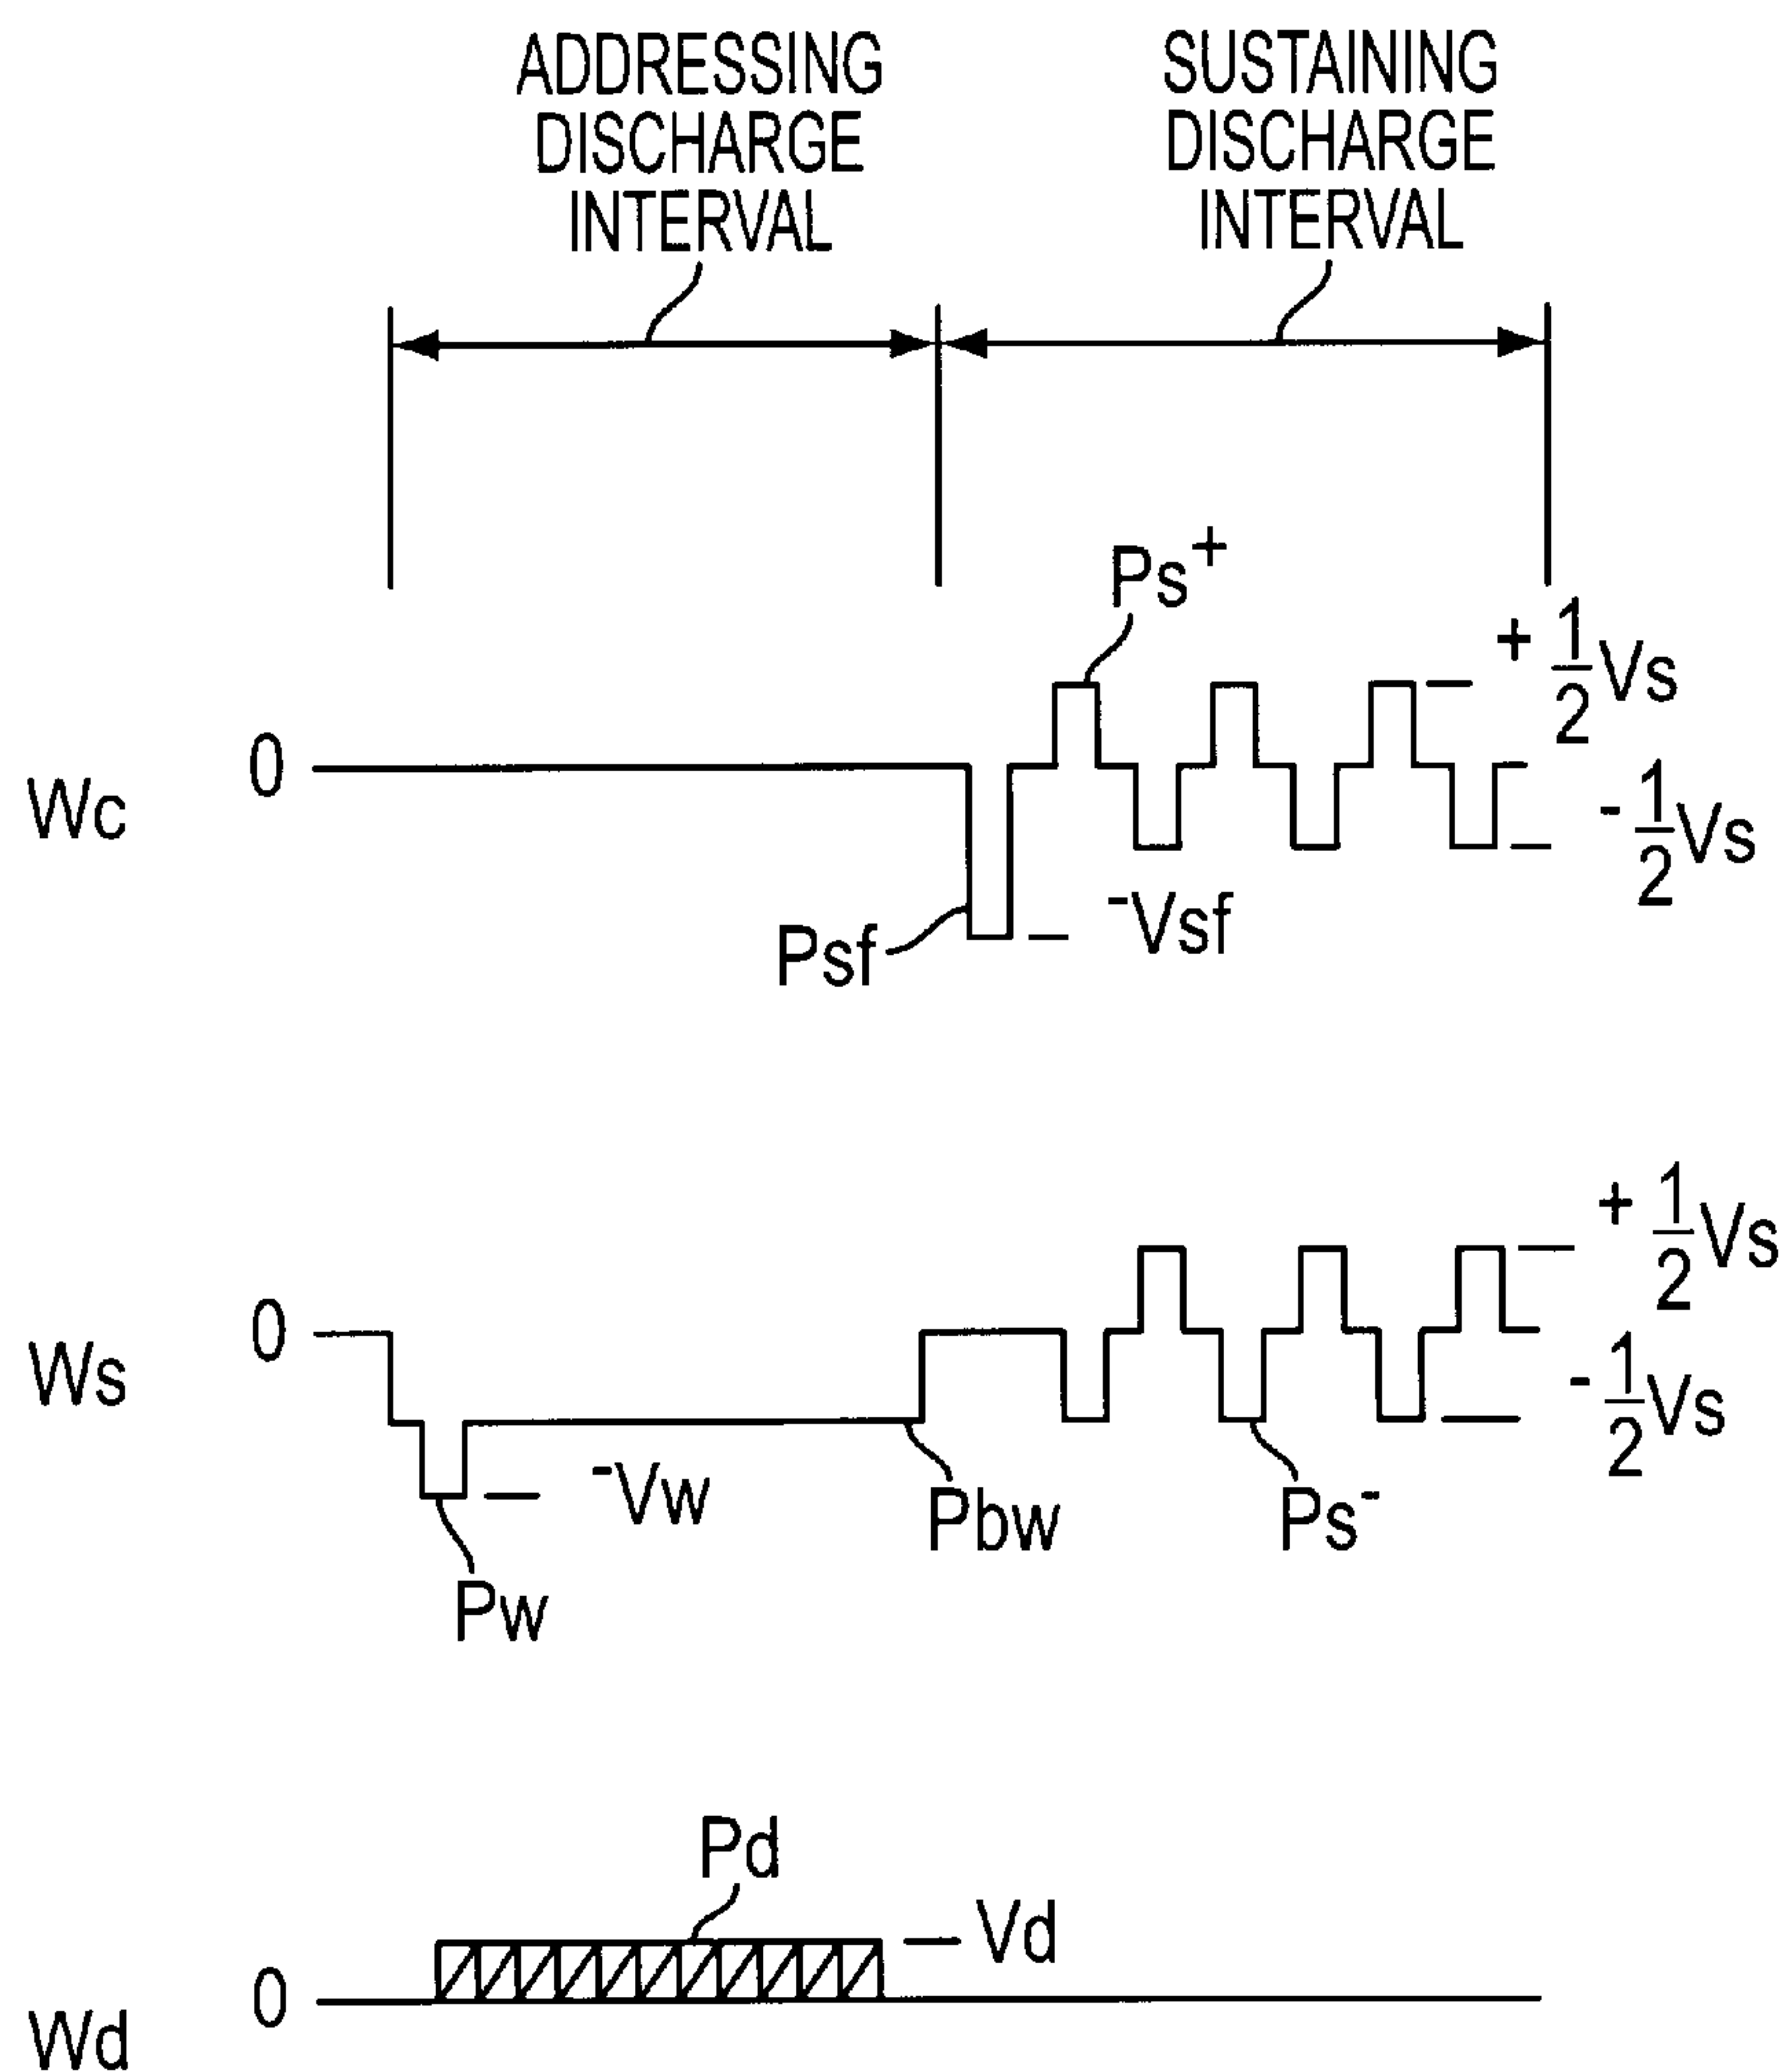 ADDRESSING
DISCHARGE
INTERVAL
SUSTAINING
DISCHARGE
INTERVAL
Ps+
+ 1/2 Vs
0
Wc
- 1/2 Vs
-Vsf
Psf
+ 1/2 Vs
0
Ws
- 1/2 Vs
-Vw
Pbw
Ps-
Pw
Pd
Vd
0
Wd